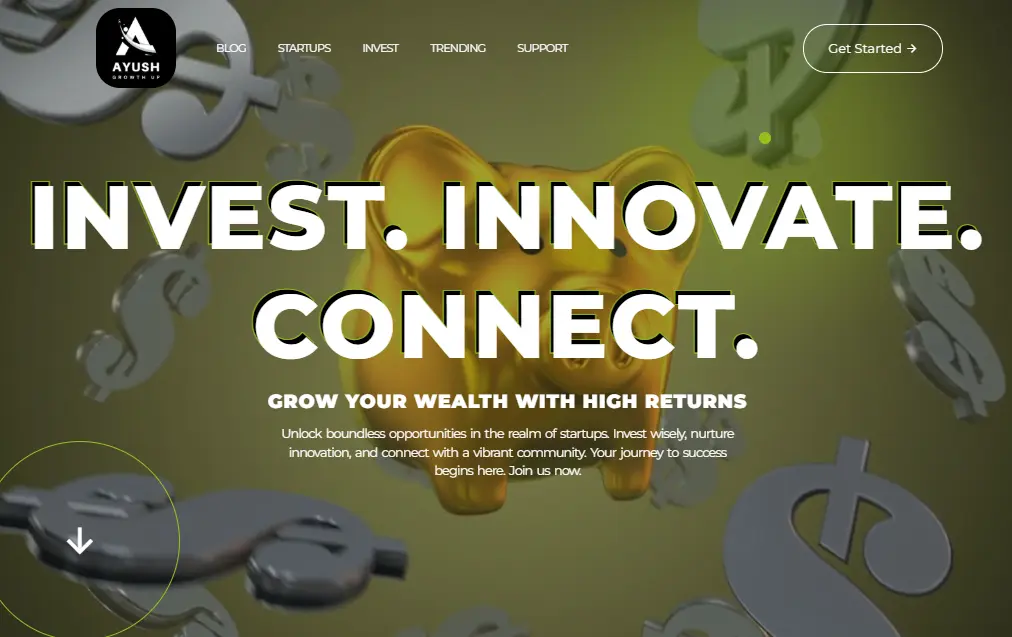 AYUSH
GROWTH UP
BLOG
STARTUPS
INVEST
TRENDING
SUPPORT
Get Started →
INVEST. INNOVATE.
CONNECT.
GROW YOUR WEALTH WITH HIGH RETURNS
Unlock boundless opportunities in the realm of startups. Invest wisely, nurture
innovation, and connect with a vibrant community. Your journey to success
begins here. Join us now.